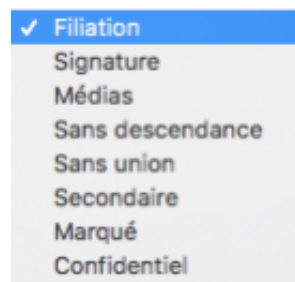 ✓ Filiation
Signature
Médias
Sans descendance
Sans union
Secondaire
Marqué
Confidentiel